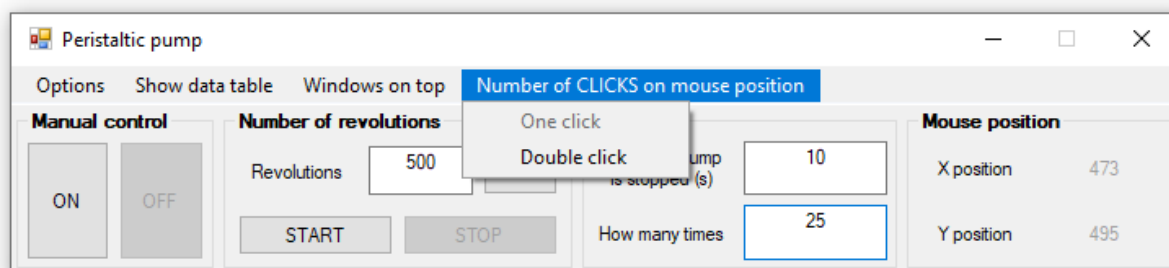 Peristaltic pump
Options Show data table Windows on top Number of CLICKS on mouse position
One click
Double click
Manual control
ON OFF
Number of revolutions
Revolutions 500
START STOP
is stopped (s) 10
How many times 25
Mouse position
X position 473
Y position 495